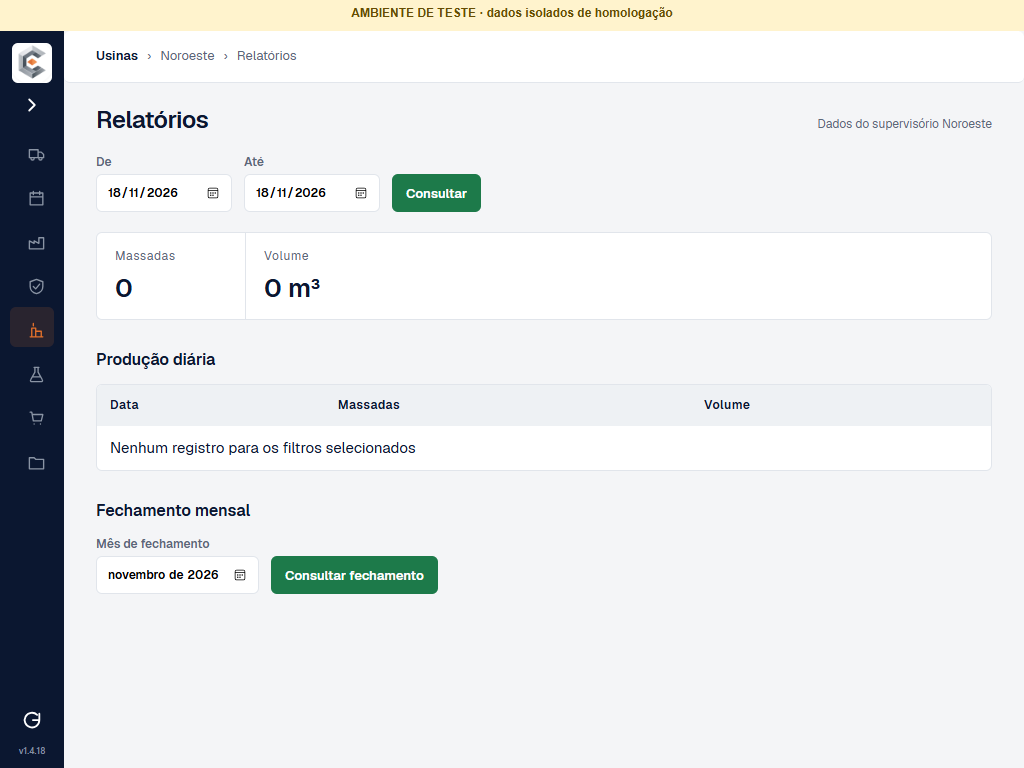 AMBIENTE DE TESTE · dados isolados de homologação
Usinas › Noroeste › Relatórios
Relatórios
Dados do supervisório Noroeste
De
Até
18/11/2026
18/11/2026
Consultar
Massadas
Volume
0
0 m³
Produção diária
Data
Massadas
Volume
Nenhum registro para os filtros selecionados
Fechamento mensal
Mês de fechamento
novembro de 2026
Consultar fechamento
v1.4.18